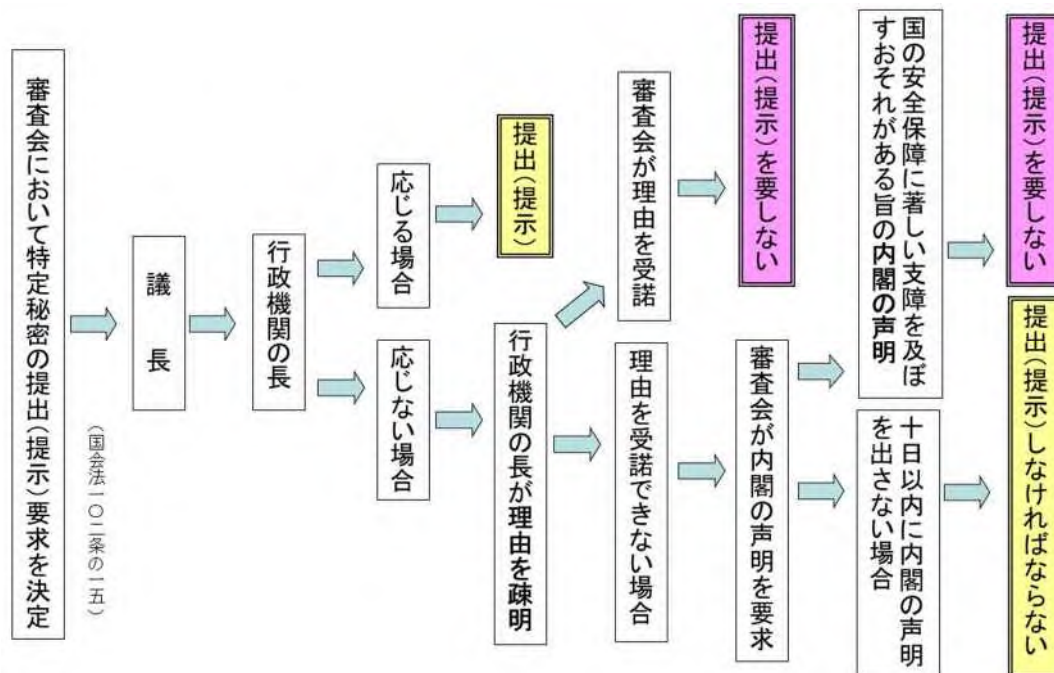 審査会において特定秘密の提出(提示)要求を決定
(国会法一〇二条の一五)
議長
行政機関の長
応じる場合
提出(提示)
応じない場合
行政機関の長が理由を疎明
審査会が理由を受諾
提出(提示)を要しない
理由を受諾できない場合
審査会が内閣の声明を要求
国の安全保障に著しい支障を及ぼ
すおそれがある旨の内閣の声明
提出(提示)を要しない
十日以内に内閣の声明
を出さない場合
提出(提示)しなければならない